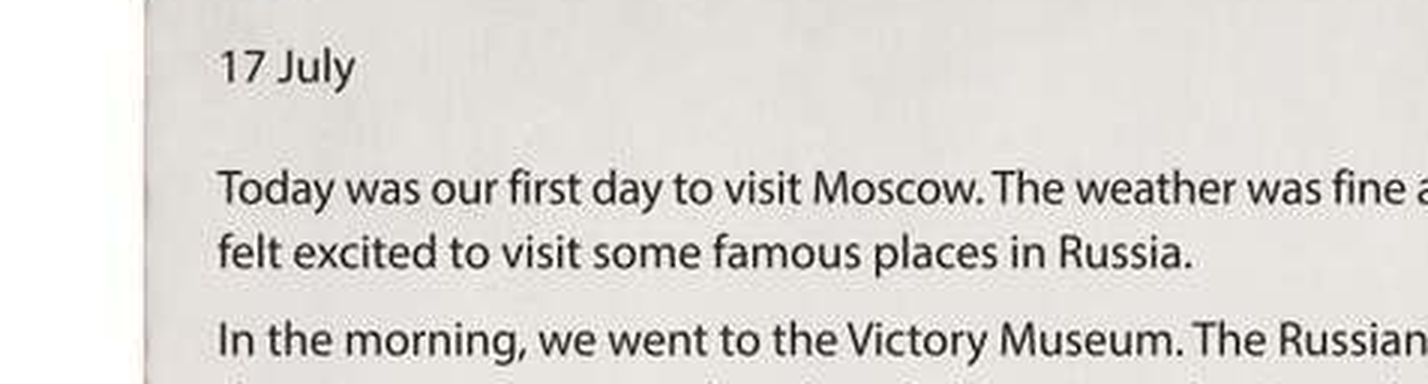 17 July
Today was our first day to visit Moscow. The weather was fine
felt excited to visit some famous places in Russia.
In the morning, we went to the Victory Museum. The Russian